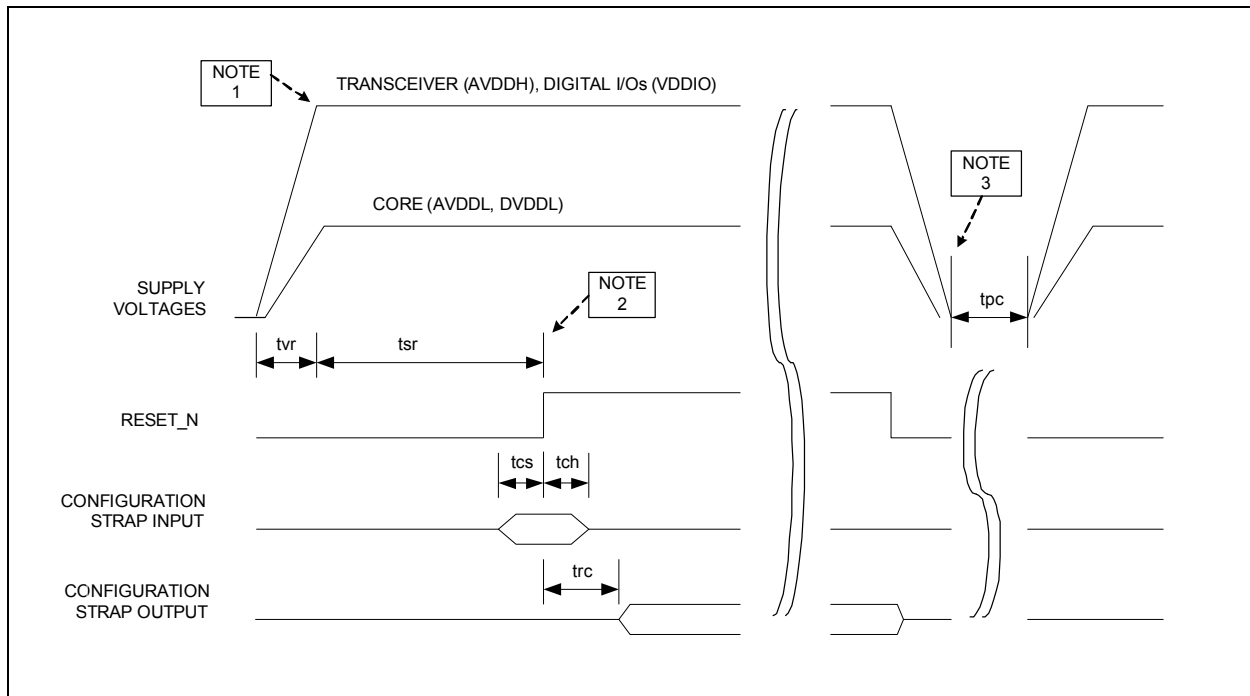 NOTE
1
TRANSCEIVER (AVDDH), DIGITAL I/Os (VDDIO)
NOTE
3
CORE (AVDDL, DVDDL)
SUPPLY
VOLTAGES
NOTE
2
tpc
tvr
tsr
RESET_N
tcs
tch
CONFIGURATION
STRAP INPUT
trc
CONFIGURATION
STRAP OUTPUT